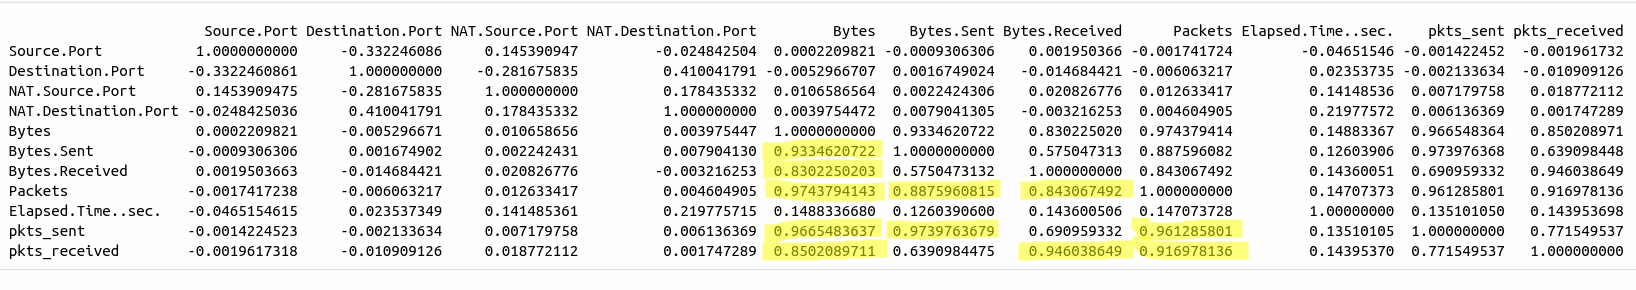 Source.Port Destination.Port NAT.Source.Port NAT.Destination.Port Bytes Bytes.Sent Bytes.Received Packets Elapsed.Time..sec. pkts_sent pkts_received
Source.Port 1.0000000000 -0.332246086 0.145390947 -0.024842504 0.0002209821 -0.0009306306 0.001950366 -0.001741724 -0.04651546 -0.001422452 -0.001961732
Destination.Port -0.3322460861 1.000000000 -0.281675835 0.410041791 -0.0052966707 0.0016749024 -0.014684421 -0.006063217 0.02353735 -0.002133634 -0.010909126
NAT.Source.Port 0.1453909475 -0.281675835 1.000000000 0.178435332 0.0106586564 0.0022424306 0.020826776 0.012633417 0.14148536 0.007179758 0.018772112
NAT.Destination.Port -0.0248425036 0.410041791 0.178435332 1.000000000 0.0039754472 0.0079041305 -0.003216253 0.004604905 0.21977572 0.006136369 0.001747289
Bytes 0.0002209821 -0.005296671 0.010658656 0.003975447 1.0000000000 0.9334620722 0.830225020 0.974379414 0.14883367 0.966548364 0.850208971
Bytes.Sent -0.0009306306 0.001674902 0.002242431 0.007904130 0.9334620722 1.0000000000 0.575047313 0.887596082 0.12603906 0.973976368 0.639098448
Bytes.Received 0.0019503663 -0.014684421 0.020826776 -0.003216253 0.8302250203 0.5750473132 1.000000000 0.843067492 0.14360051 0.690959332 0.946038649
Packets -0.0017417238 -0.006063217 0.012633417 0.004604905 0.9743794143 0.8875960815 0.843067492 1.000000000 0.14707373 0.961285801 0.916978136
Elapsed.Time..sec. -0.0465154615 0.023537349 0.141485361 0.219775715 0.1488336680 0.1260390600 0.143600506 0.147073728 1.00000000 0.135101050 0.143953698
pkts_sent -0.0014224523 -0.002133634 0.007179758 0.006136369 0.9665483637 0.9739763679 0.690959332 0.961285801 0.13510105 1.000000000 0.771549537
pkts_received -0.0019617318 -0.010909126 0.018772112 0.001747289 0.8502089711 0.6390984475 0.946038649 0.916978136 0.14395370 0.771549537 1.000000000